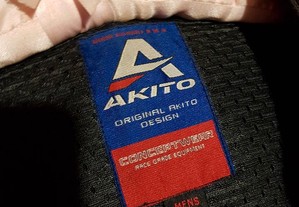 AKITO
ORIGINAL AKITO
DESIGN
CONCEPTWEAR
RACE GRADE EQUIPMENT
MENS